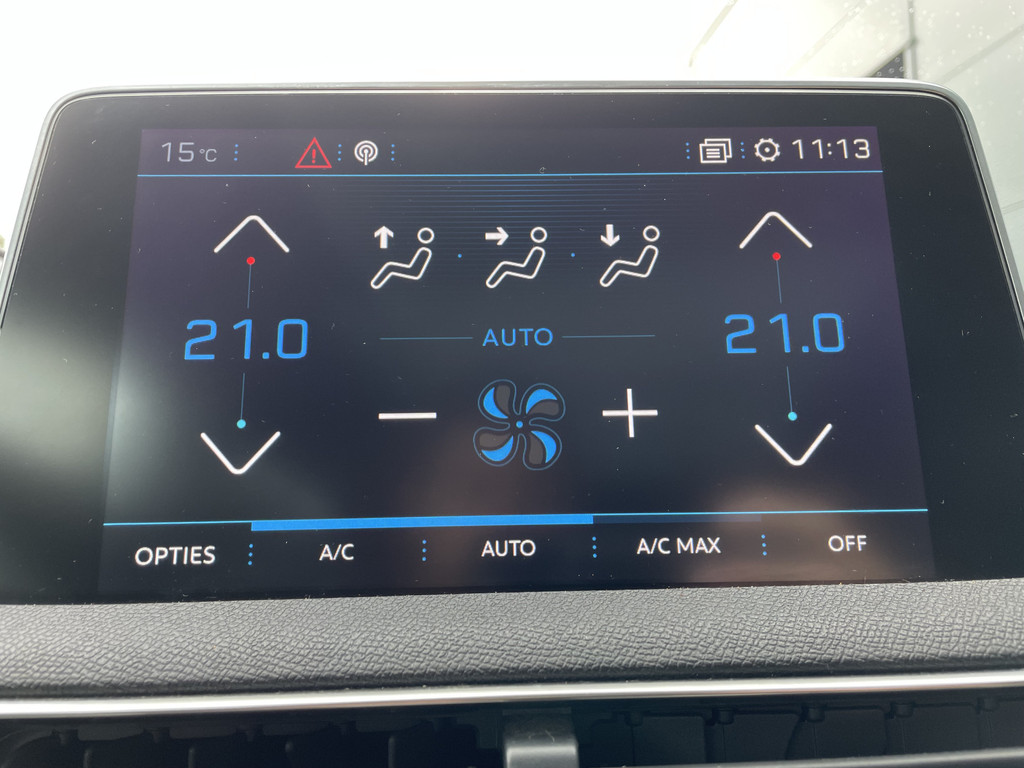 15°C 11:13
21.0 AUTO 21.0
OPTIES A/C AUTO A/C MAX OFF